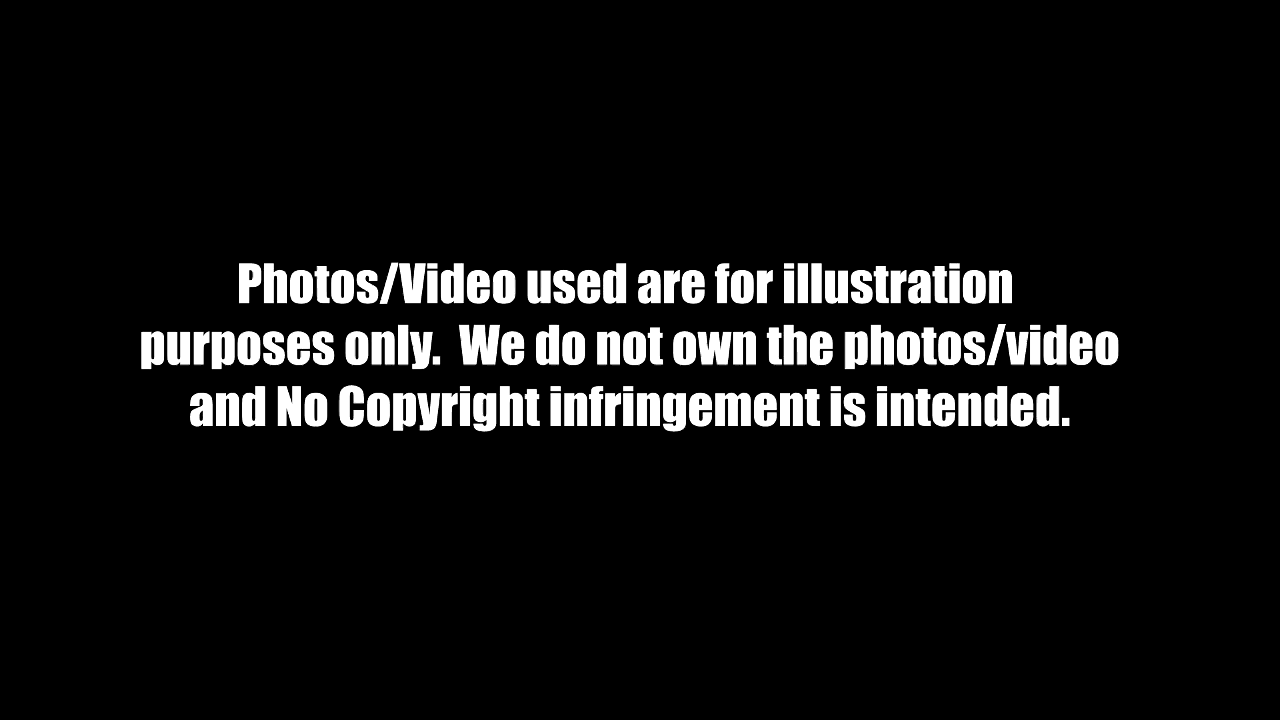 Photos/Video used are for illustration
purposes only.  We do not own the photos/video
and No Copyright infringement is intended.